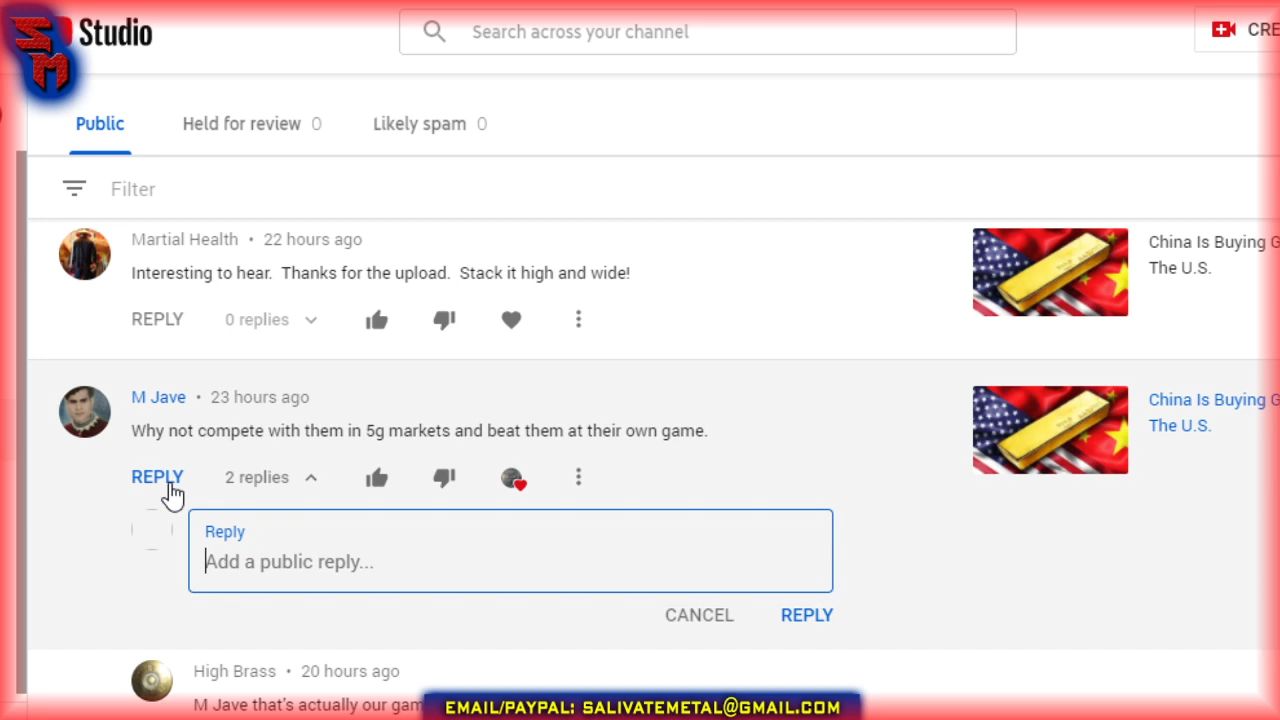 SM
Studio
Search across your channel
CRE
Public
Held for review 0
Likely spam 0
Filter
Martial Health • 22 hours ago
Interesting to hear. Thanks for the upload. Stack it high and wide!
REPLY
0 replies
China Is Buying G
The U.S.
M Jave • 23 hours ago
Why not compete with them in 5g markets and beat them at their own game.
REPLY
2 replies
China Is Buying G
The U.S.
Reply
Add a public reply...
CANCEL
REPLY
High Brass • 20 hours ago
M Jave that's actually our gam
EMAIL/PAYPAL: SALIVATEMETAL@GMAIL.COM